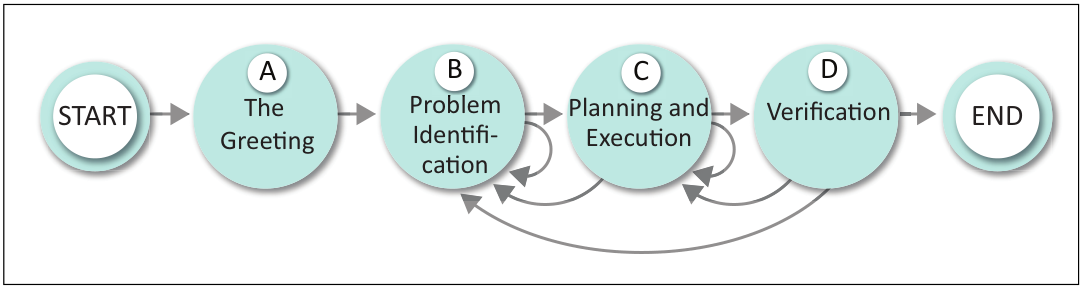 START
A
The
Greeting
B
Problem
Identifi-
cation
C
Planning and
Execution
D
Verification
END